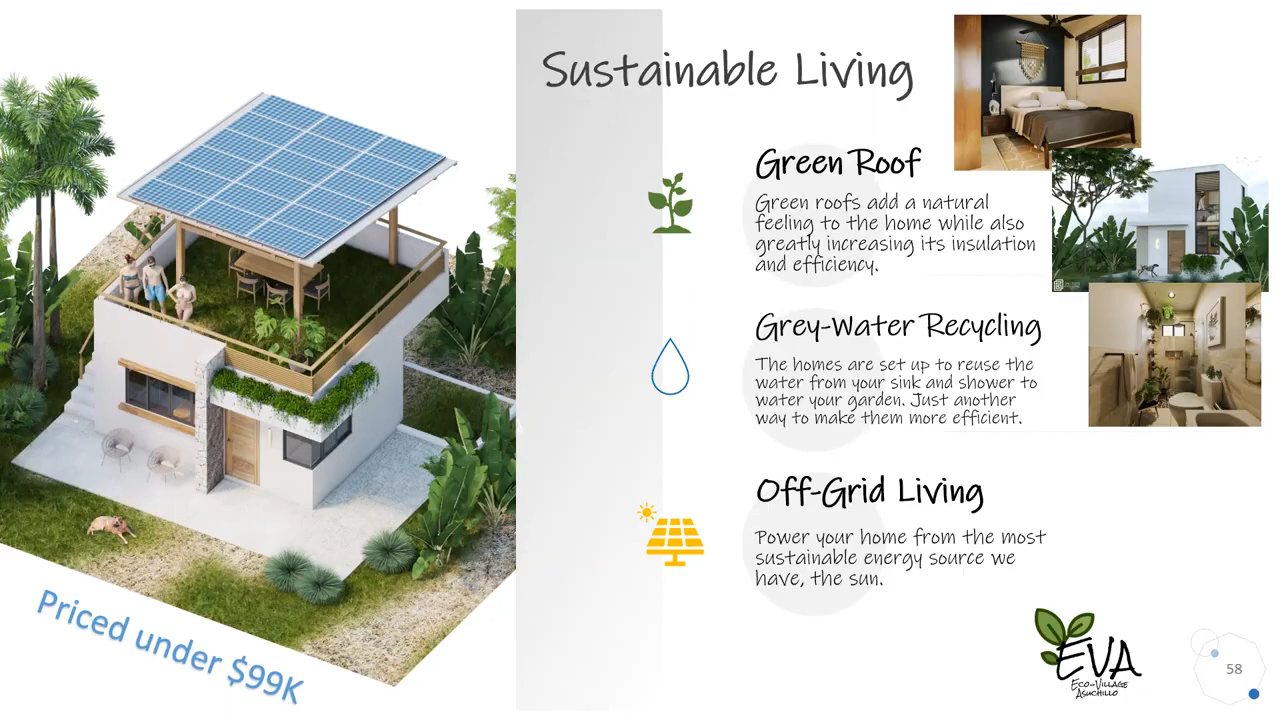 Sustainable Living
Green Roof
Green roofs add a natural
feeling to the home while also
greatly increasing its insulation
and efficiency.
Grey-Water Recycling
The homes are set up to reuse the
water from your sink and shower to
water your garden. Just another
way to make them more efficient.
Off-Grid Living
Power your home from the most
sustainable energy source we
have, the sun.
Priced under $99K
EVA
Eco-Village
Asuchillo
58